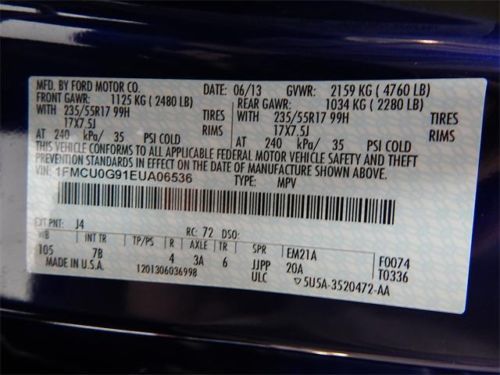 MFD. BY FORD MOTOR CO.
DATE: 06/13 GVWR: 2159 KG ( 4760 LB)
FRONT GAWR: 1125 KG ( 2480 LB) REAR GAWR: 1034 KG ( 2280 LB)
WITH WITH
235/55R17 99H TIRES 235/55R17 99H TIRES
17X7.5J RIMS 17X7.5J RIMS
AT 240 kPa/ 35 PSI COLD AT 240 kPa/ 35 PSI COLD
THIS VEHICLE CONFORMS TO ALL APPLICABLE FEDERAL MOTOR VEHICLE SAFETY AND THEFT
PREVENTION STANDARDS IN EFFECT ON THE DATE OF MANUFACTURE SHOWN ABOVE.
VIN: 1FMCU0G91EUA06536 TYPE: MPV
EXT PNT: J4 RC: 72 DSO:
WB INT TR TP/PS R AXLE TR SPR EM21A F0074
105 7B 4 3A 6 JJPP 20A T0336
MADE IN U.S.A. 1201306036998 ULC 5U5A-3520472-AA